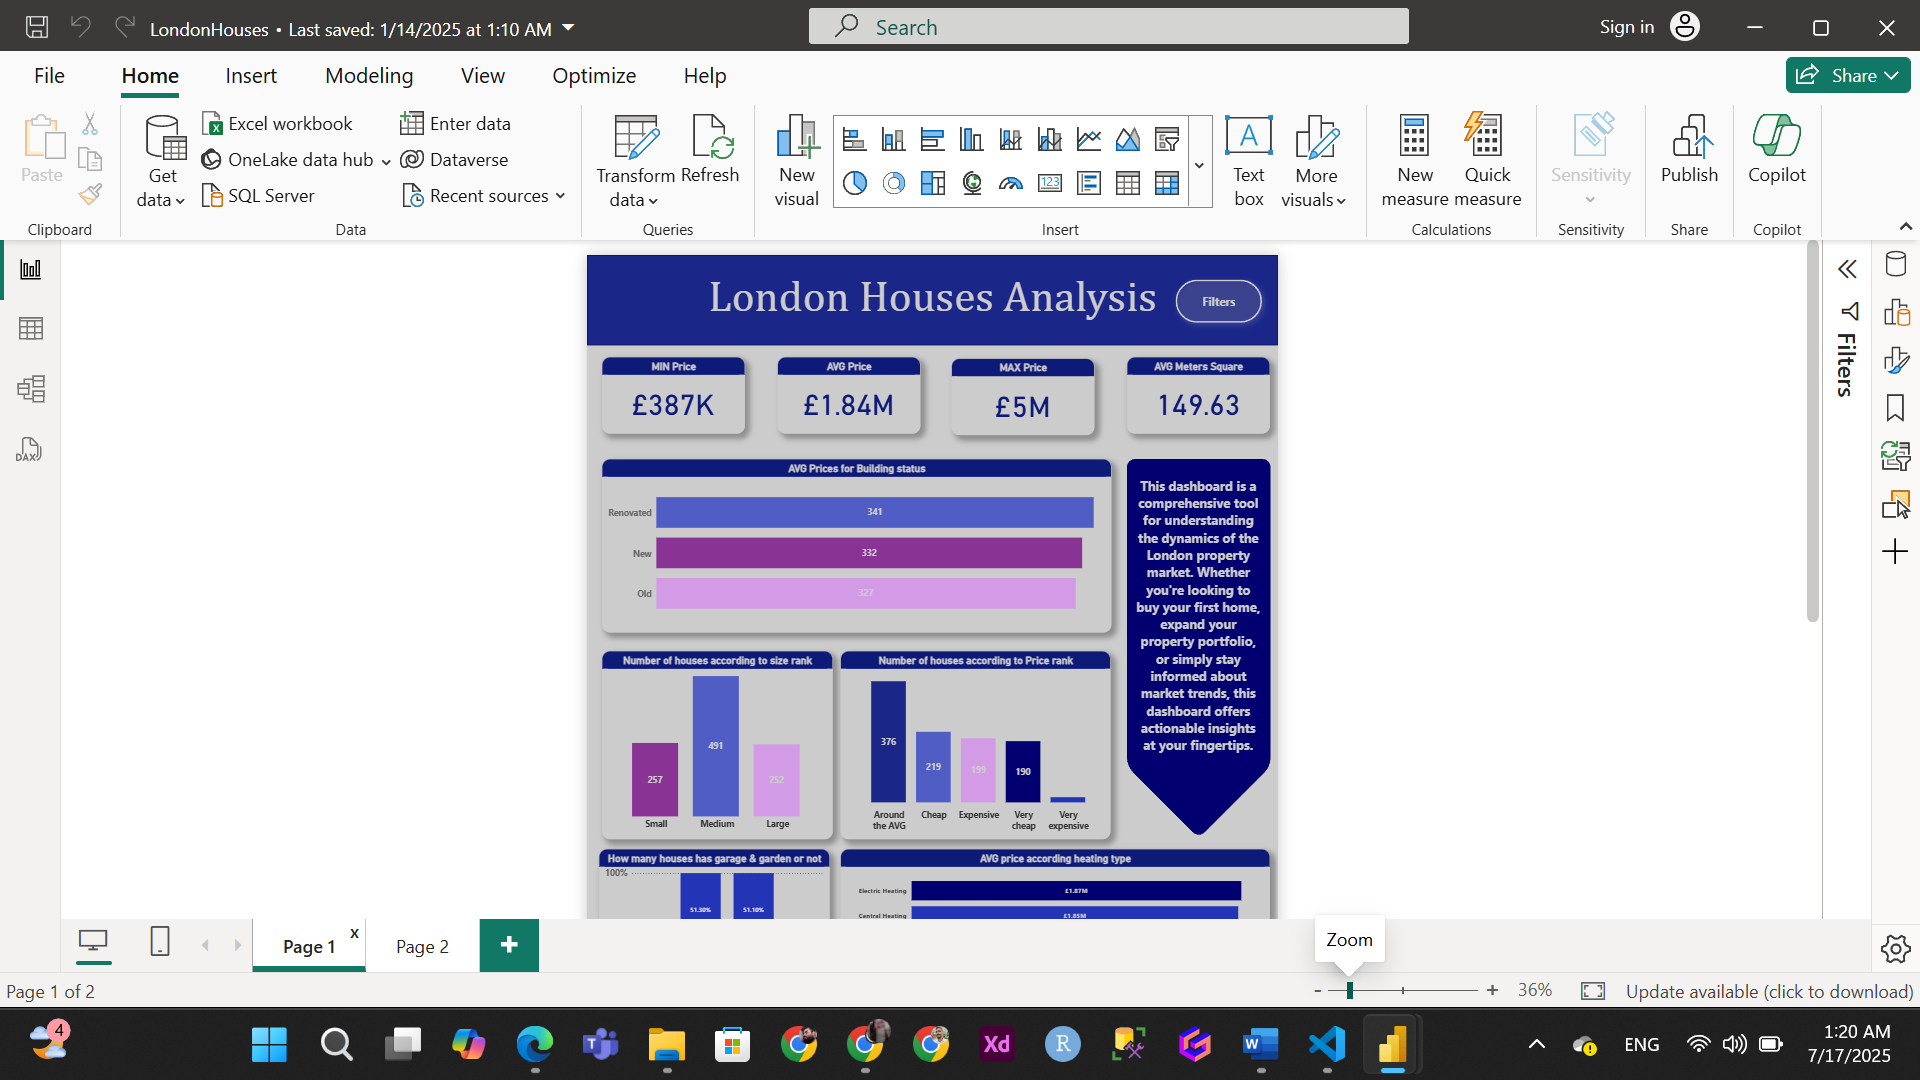 LondonHouses • Last saved: 1/14/2025 at 1:10 AM
Search
Sign in
File
Home
Insert
Modeling
View
Optimize
Help
Share
Paste
Clipboard
Get
data
Excel workbook
OneLake data hub
SQL Server
Enter data
Dataverse
Recent sources
Data
Transform
data
Refresh
Queries
New
visual
123
A
Text
box
More
visuals
Insert
New
measure
Quick
measure
Calculations
Sensitivity
Sensitivity
Publish
Share
Copilot
Copilot
DAX
London Houses Analysis
Filters
MIN Price
£387K
AVG Price
£1.84M
MAX Price
£5M
AVG Meters Square
149.63
AVG Prices for Building status
Renovated
341
New
332
Old
327
This dashboard is a
comprehensive tool
for understanding
the dynamics of the
London property
market. Whether
you're looking to
buy your first home,
expand your
property portfolio,
or simply stay
informed about
market trends, this
dashboard offers
actionable insights
at your fingertips.
Number of houses according to size rank
257
491
252
Small
Medium
Large
Number of houses according to Price rank
376
219
199
190
Around
the AVG
Cheap
Expensive
Very
cheap
Very
expensive
How many houses has garage & garden or not
100%
51.30%
51.10%
AVG price according heating type
Electric Heating
£1.87M
Central Heating
£1.85M
Filters
Page 1
x
Page 2
+
Zoom
Page 1 of 2
-
+
36%
Update available (click to download)
4
T
Xd
R
W
ENG
1:20 AM
7/17/2025